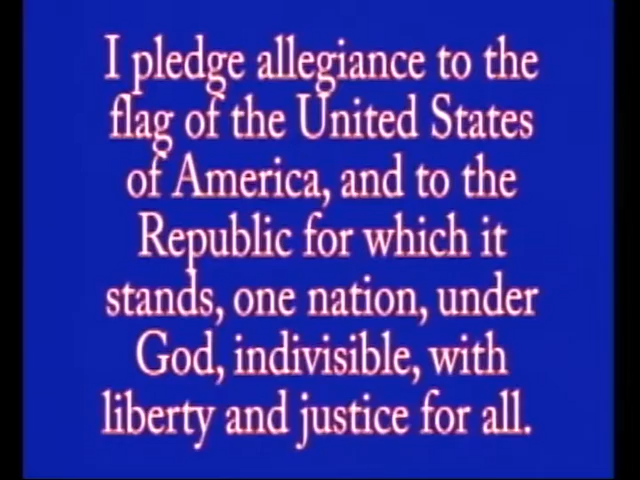 I pledge allegiance to the
flag of the United States
of America, and to the
Republic for which it
stands, one nation, under
God, indivisible, with
liberty and justice for all.